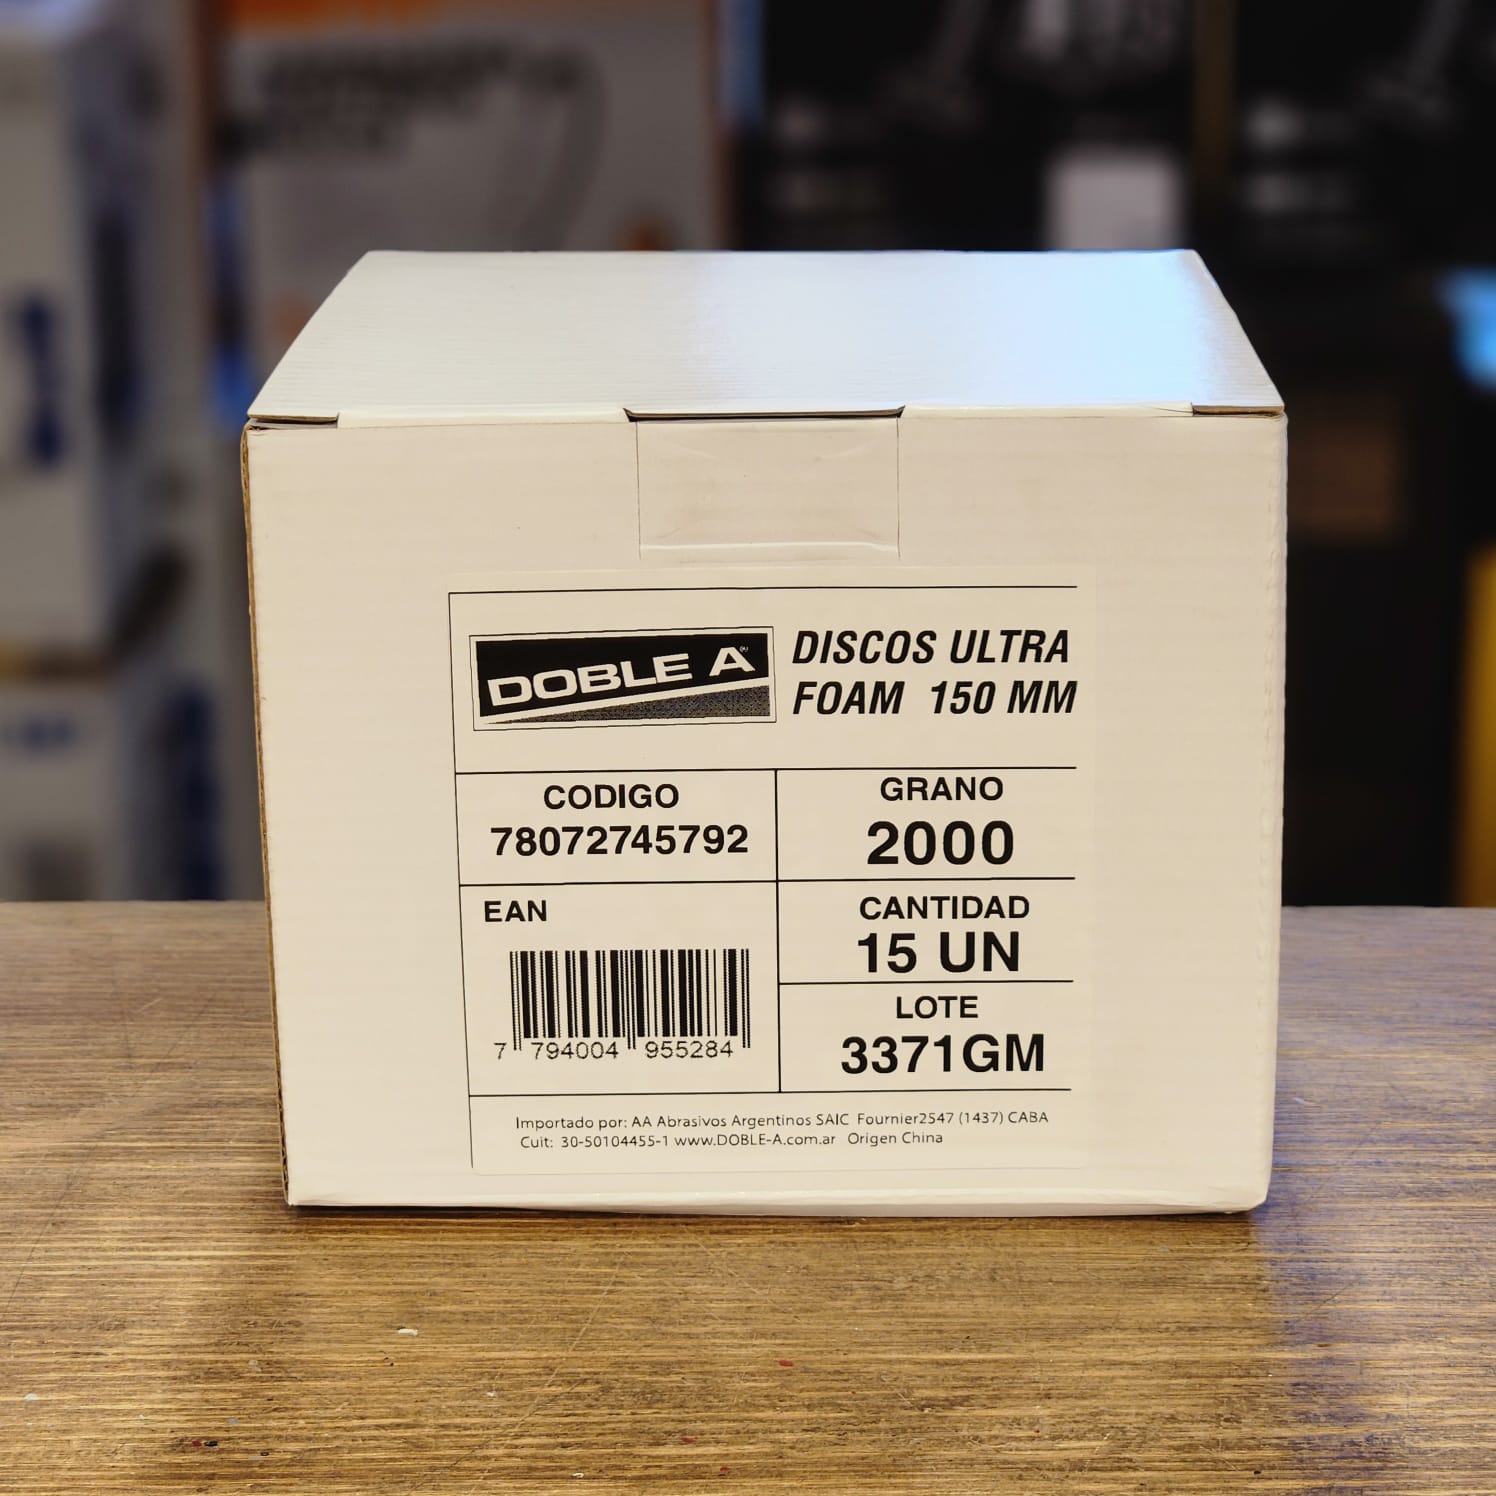 DOBLE A®
DISCOS ULTRA
FOAM 150 MM
CODIGO
78072745792
GRANO
2000
EAN
7 794004 955284
CANTIDAD
15 UN
LOTE
3371GM
Importado por: AA Abrasivos Argentinos SAIC Fournier2547 (1437) CABA
Cuit: 30-50104455-1 www.DOBLE-A.com.ar Origen China